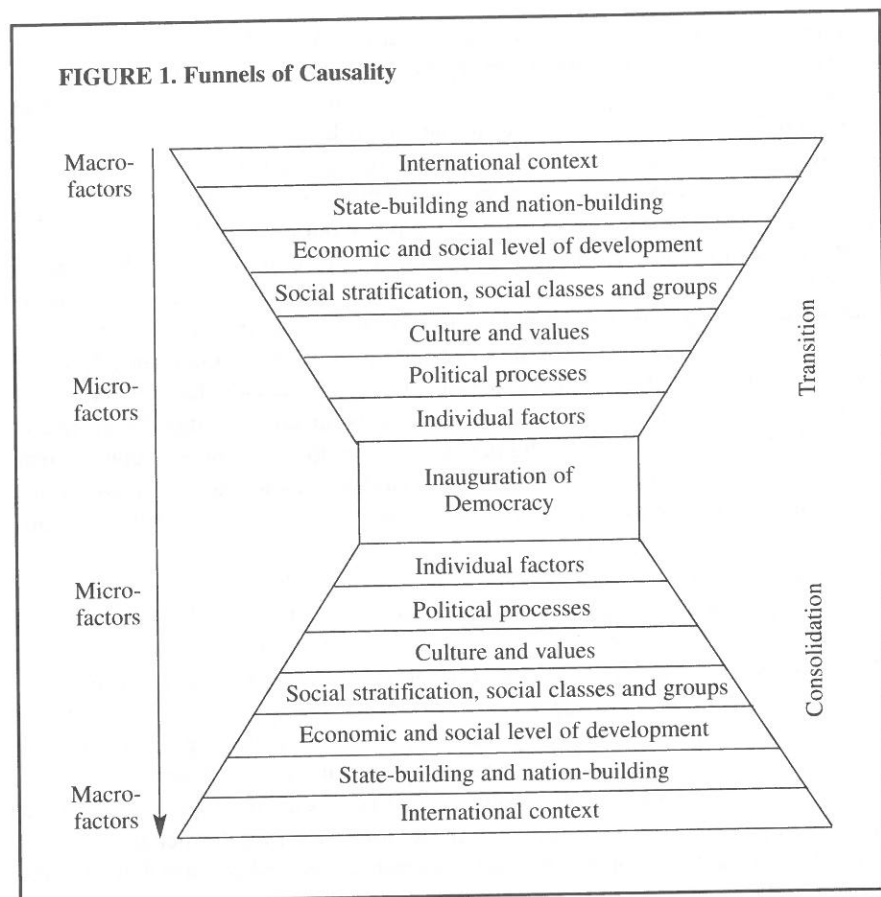 FIGURE 1. Funnels of Causality
Macro-
factors
International context
State-building and nation-building
Economic and social level of development
Social stratification, social classes and groups
Culture and values
Political processes
Micro-
factors
Individual factors
Transition
Inauguration of
Democracy
Micro-
factors
Individual factors
Political processes
Culture and values
Social stratification, social classes and groups
Economic and social level of development
State-building and nation-building
Macro-
factors
International context
Consolidation